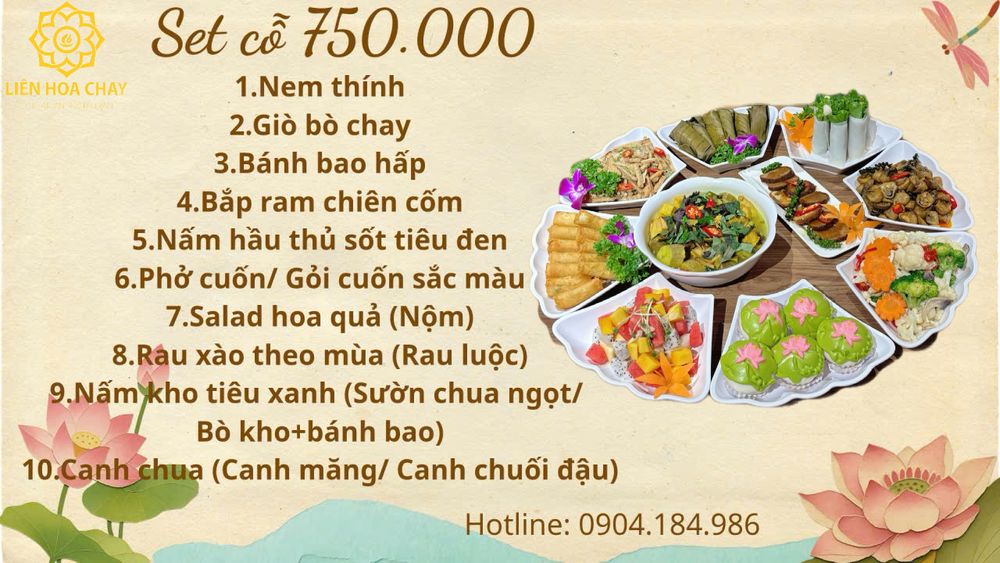 Set cỗ 750.000
LIÊN HOA CHAY
1.Nem thính
2.Giò bò chay
3.Bánh bao hấp
4.Bắp ram chiên cốm
5.Nấm hầu thủ sốt tiêu đen
6.Phở cuốn/ Gỏi cuốn sắc màu
7.Salad hoa quả (Nộm)
8.Rau xào theo mùa (Rau luộc)
9.Nấm kho tiêu xanh (Sườn chua ngọt/
Bò kho+bánh bao)
10.Canh chua (Canh măng/ Canh chuối đậu)
Hotline: 0904.184.986